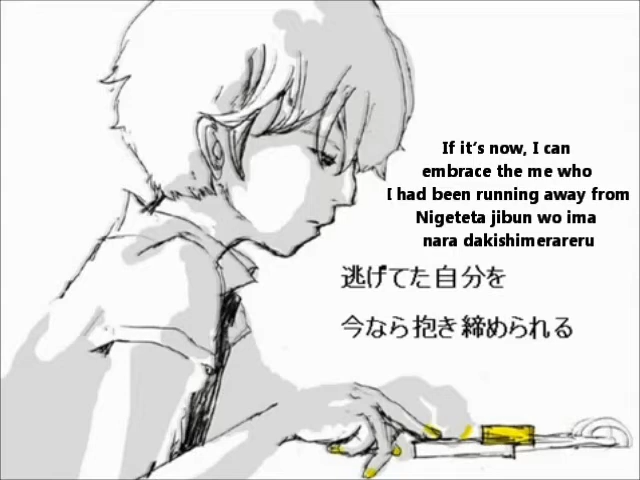 If it's now, I can
embrace the me who
I had been running away from
Nigeteta jibun wo ima
nara dakishimerareru
逃げてた自分を
今なら抱き締められる